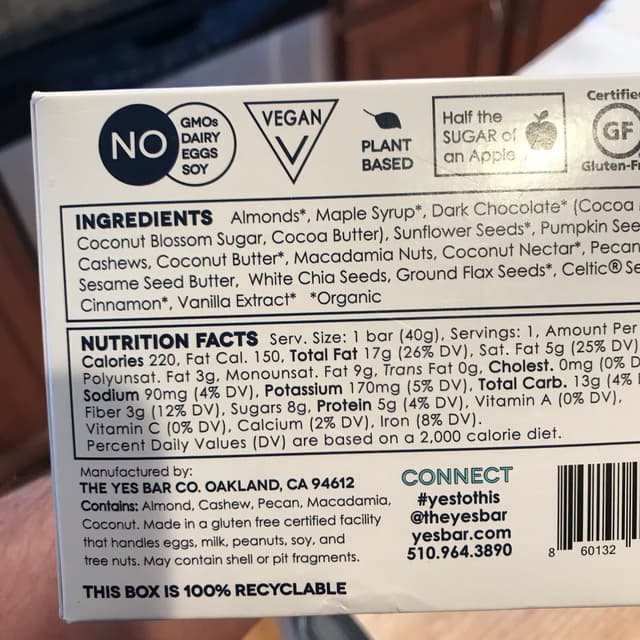 NO
GMOs
DAIRY
EGGS
SOY
VEGAN
V
PLANT
BASED
Half the
SUGAR of
an Apple
Certified
GF
Gluten-Fr
INGREDIENTS Almonds*, Maple Syrup*, Dark Chocolate* (Cocoa
Coconut Blossom Sugar, Cocoa Butter), Sunflower Seeds*, Pumpkin See
Cashews, Coconut Butter*, Macadamia Nuts, Coconut Nectar*, Pecan
Sesame Seed Butter, White Chia Seeds, Ground Flax Seeds*, Celtic® Se
Cinnamon*, Vanilla Extract* *Organic
NUTRITION FACTS Serv. Size: 1 bar (40g), Servings: 1, Amount Per
Calories 220, Fat Cal. 150, Total Fat 17g (26% DV), Sat. Fat 5g (25% DV)
Polyunsat. Fat 3g, Monounsat. Fat 9g, Trans Fat 0g, Cholest. 0mg (0% D
Sodium 90mg (4% DV), Potassium 170mg (5% DV), Total Carb. 13g (4%
Fiber 3g (12% DV), Sugars 8g, Protein 5g (4% DV), Vitamin A (0% DV),
Vitamin C (0% DV), Calcium (2% DV), Iron (8% DV).
Percent Daily Values (DV) are based on a 2,000 calorie diet.
Manufactured by:
THE YES BAR CO. OAKLAND, CA 94612
Contains: Almond, Cashew, Pecan, Macadamia,
Coconut. Made in a gluten free certified facility
that handles eggs, milk, peanuts, soy, and
tree nuts. May contain shell or pit fragments.
THIS BOX IS 100% RECYCLABLE
CONNECT
#yestothis
@theyesbar
yesbar.com
510.964.3890
8 60132